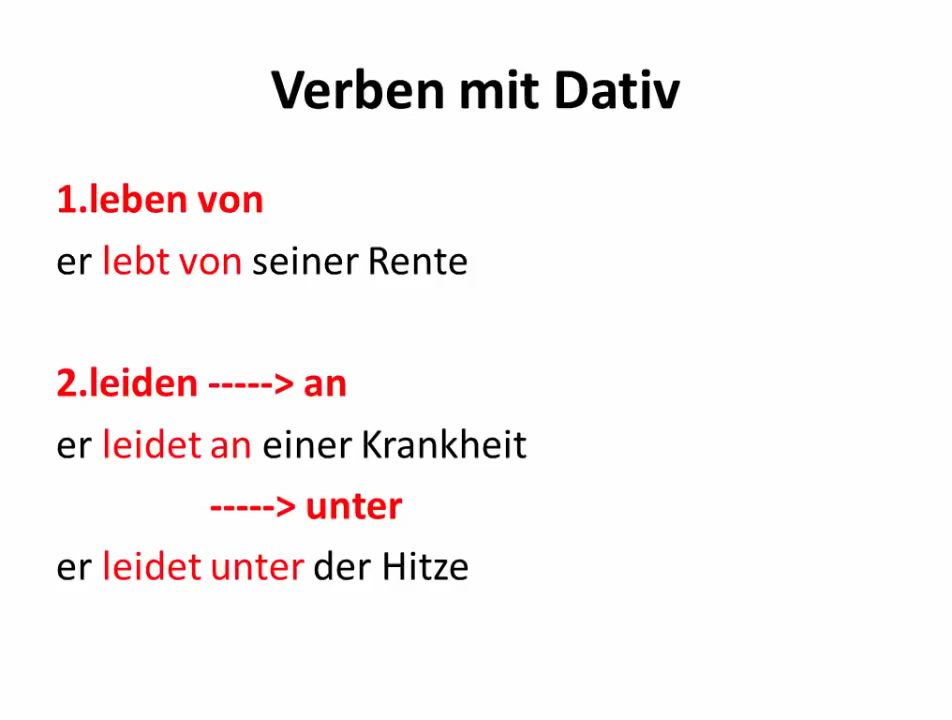 Verben mit Dativ
1.leben von
er lebt von seiner Rente
2.leiden -----> an
er leidet an einer Krankheit
-----> unter
er leidet unter der Hitze